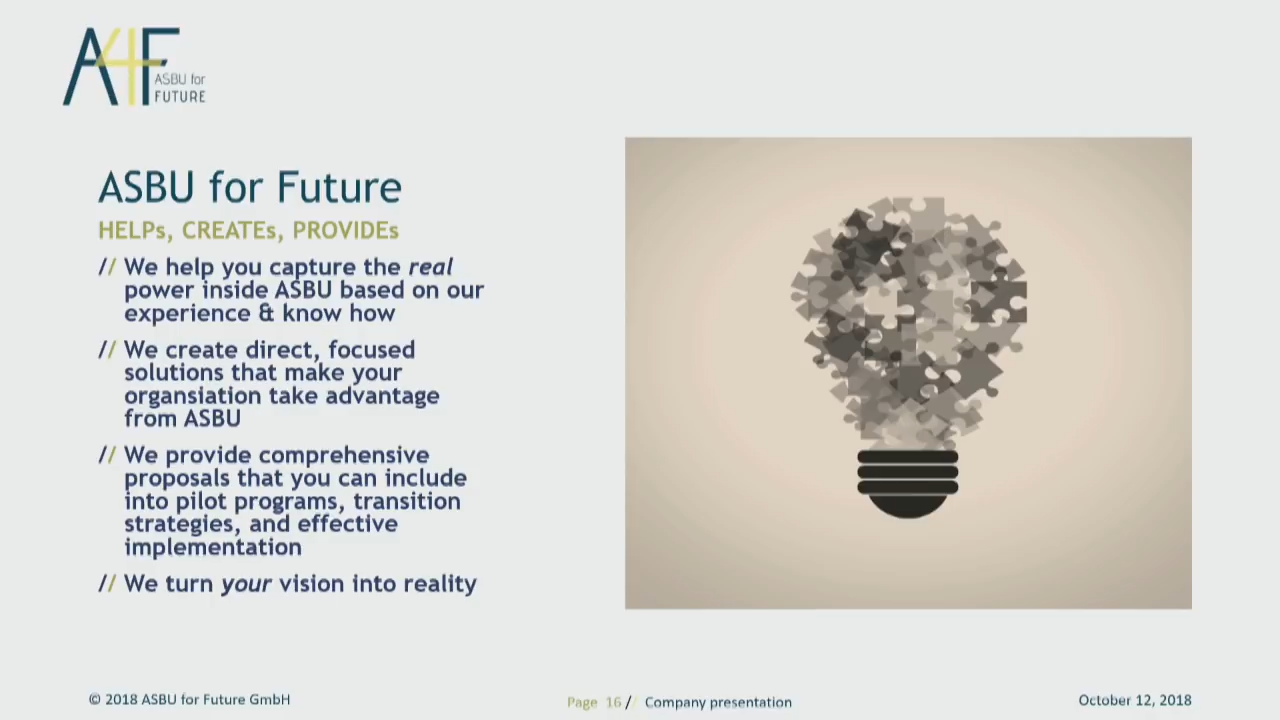 A4F
ASBU for
FUTURE
ASBU for Future
HELPs, CREATEs, PROVIDEs
// We help you capture the real
power inside ASBU based on our
experience & know how
// We create direct, focused
solutions that make your
organsiation take advantage
from ASBU
// We provide comprehensive
proposals that you can include
into pilot programs, transition
strategies, and effective
implementation
// We turn your vision into reality
© 2018 ASBU for Future GmbH
Page 16 // Company presentation
October 12, 2018